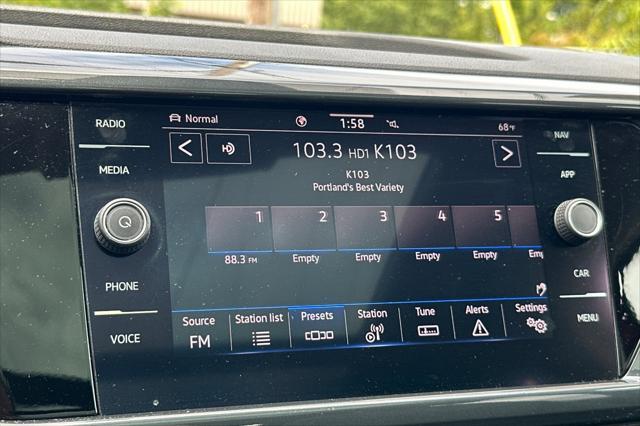 Normal
1:58
68°F
103.3 HD1 K103
K103
Portland's Best Variety
1 2 3 4 5
88.3 FM Empty Empty Empty Empty Em
Source Station list Presets Station Tune Alerts Settings
FM
RADIO
MEDIA
PHONE
VOICE
NAV
APP
CAR
MENU